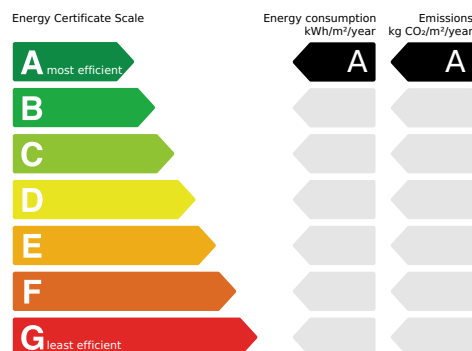 Energy Certificate Scale
Energy consumption
kWh/m²/year
Emissions
kg CO₂/m²/year
A most efficient
A
A
B
C
D
E
F
G least efficient